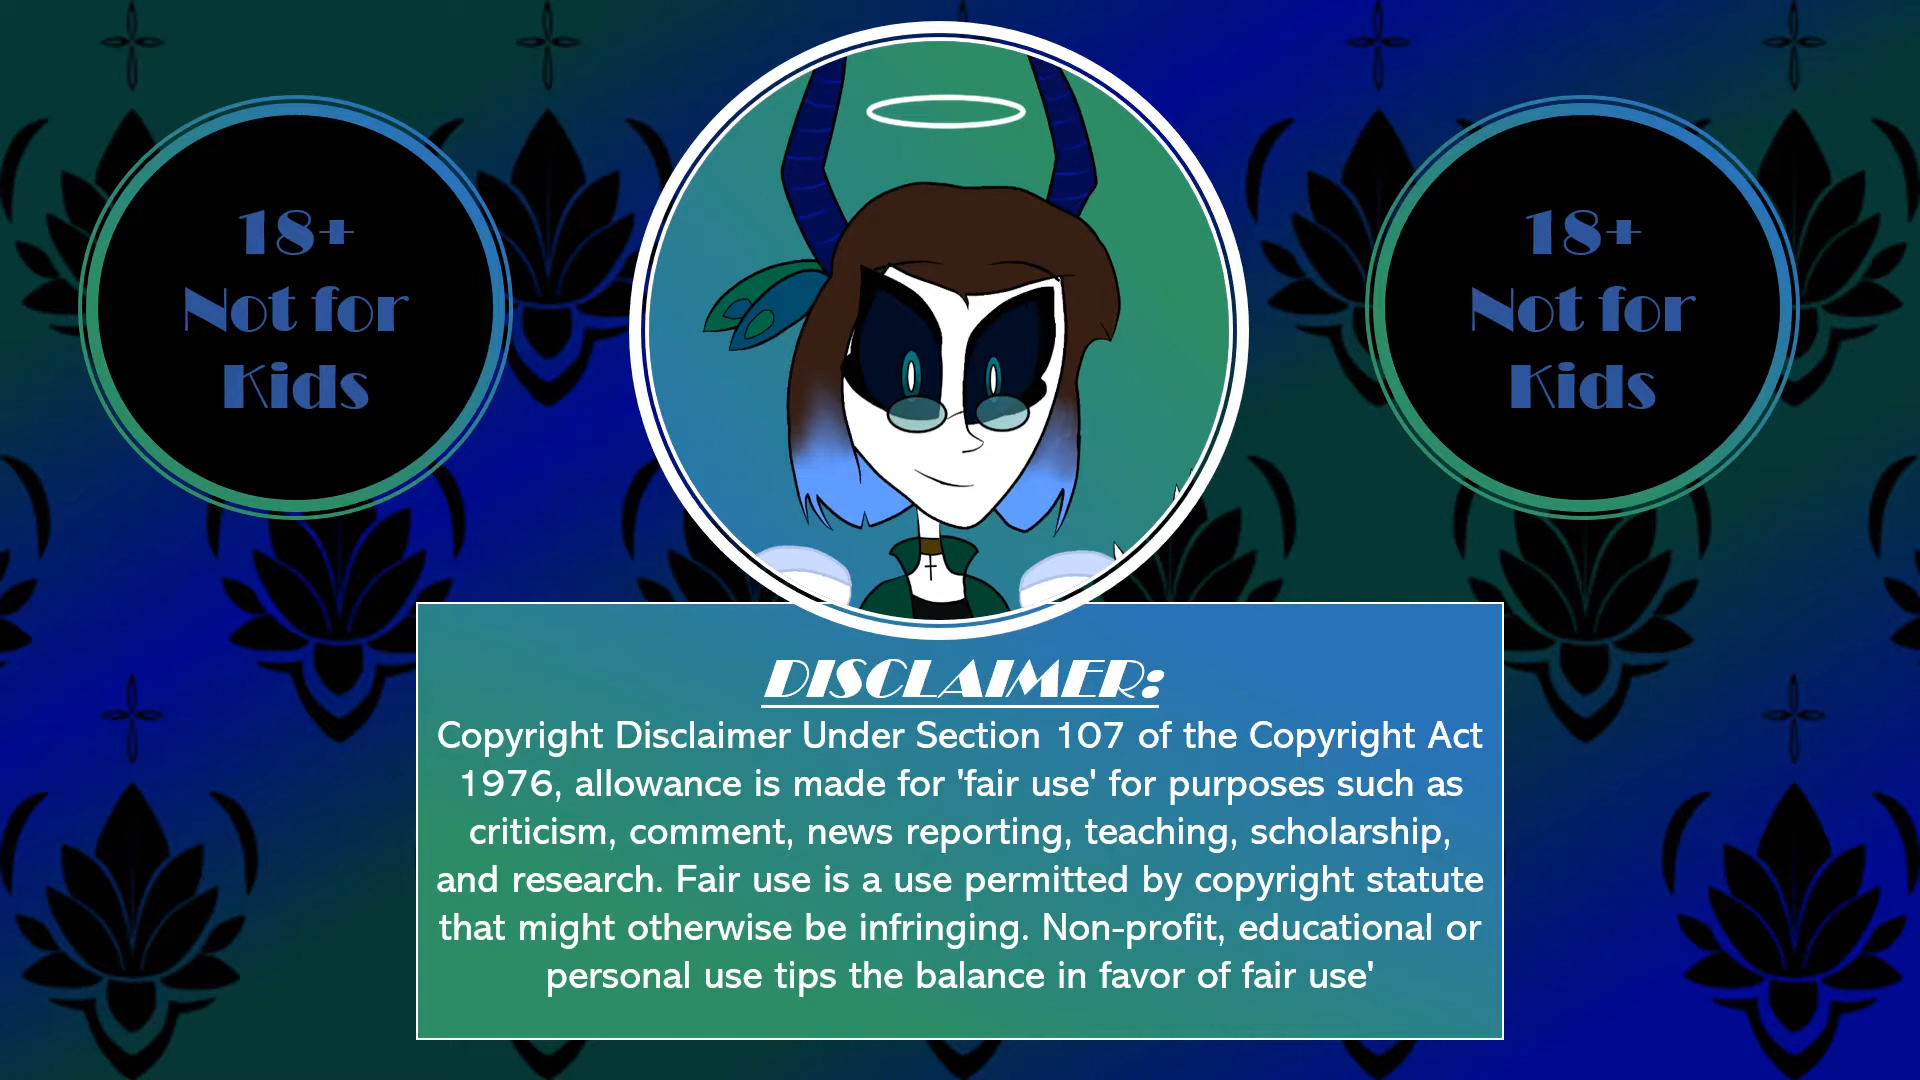 18+
Not for
Kids
18+
Not for
Kids
DISCLAIMER:
Copyright Disclaimer Under Section 107 of the Copyright Act
1976, allowance is made for 'fair use' for purposes such as
criticism, comment, news reporting, teaching, scholarship,
and research. Fair use is a use permitted by copyright statute
that might otherwise be infringing. Non-profit, educational or
personal use tips the balance in favor of fair use'